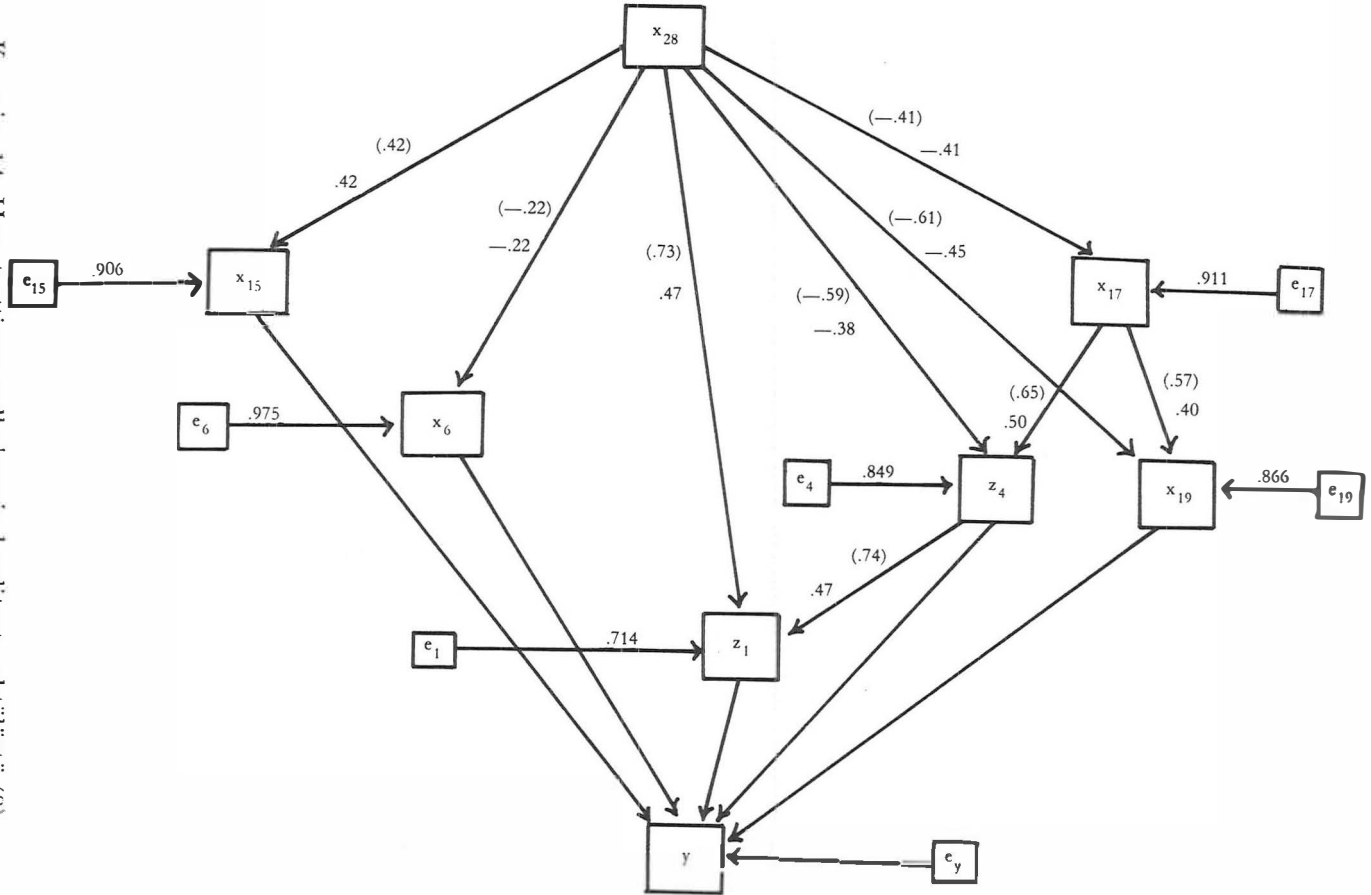 x28
(—.41)
—.41
(.42)
.42
(—.22)
—.22
(—.61)
—.45
(.73)
.47
(—.59)
—.38
e15
.906
x15
x17
.911
e17
(.65)
.50
(.57)
.40
e6
.975
x6
e4
.849
z4
x19
.866
e19
(.74)
.47
e1
.714
z1
y
ey